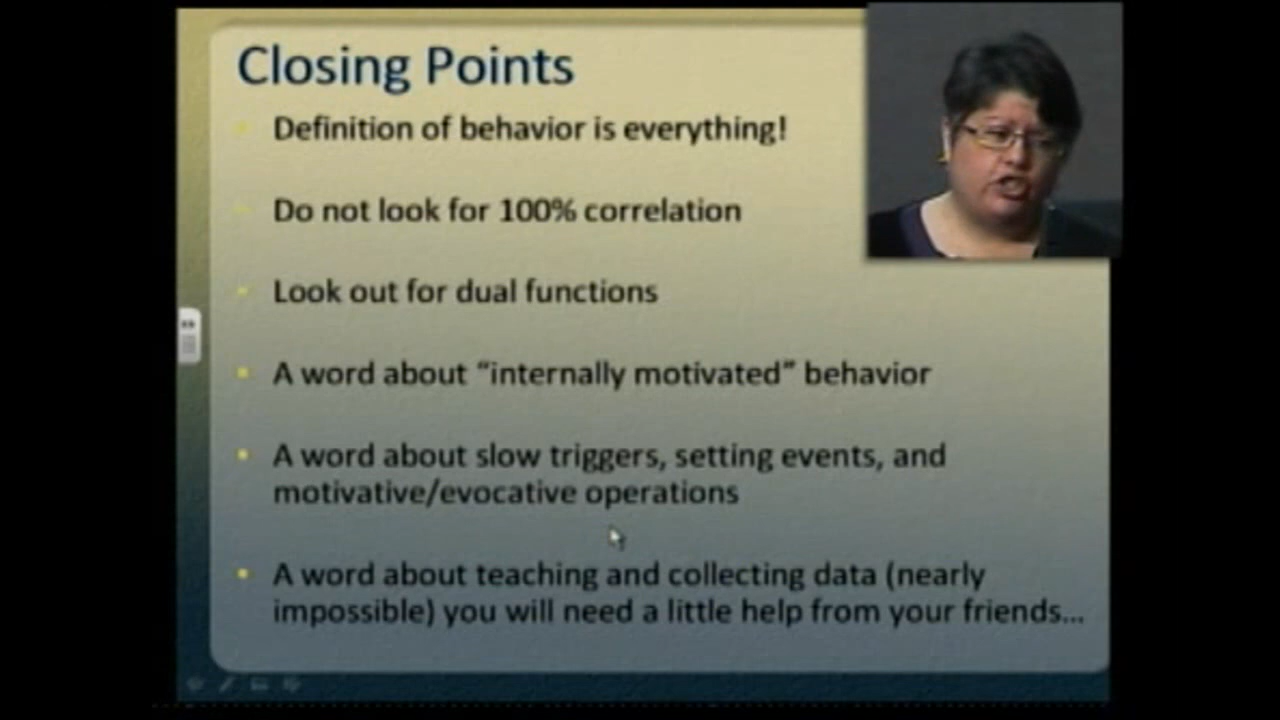 Closing Points
Definition of behavior is everything!
Do not look for 100% correlation
Look out for dual functions
A word about “internally motivated” behavior
A word about slow triggers, setting events, and
motivative/evocative operations
A word about teaching and collecting data (nearly
impossible) you will need a little help from your friends...